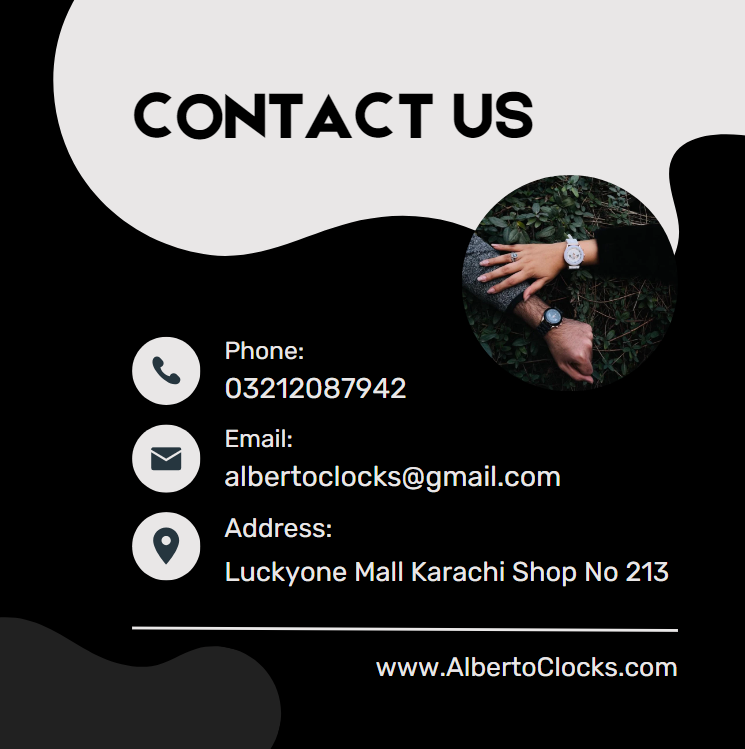 CONTACT US
Phone:
03212087942
Email:
albertoclocks@gmail.com
Address:
Luckyone Mall Karachi Shop No 213
www.AlbertoClocks.com